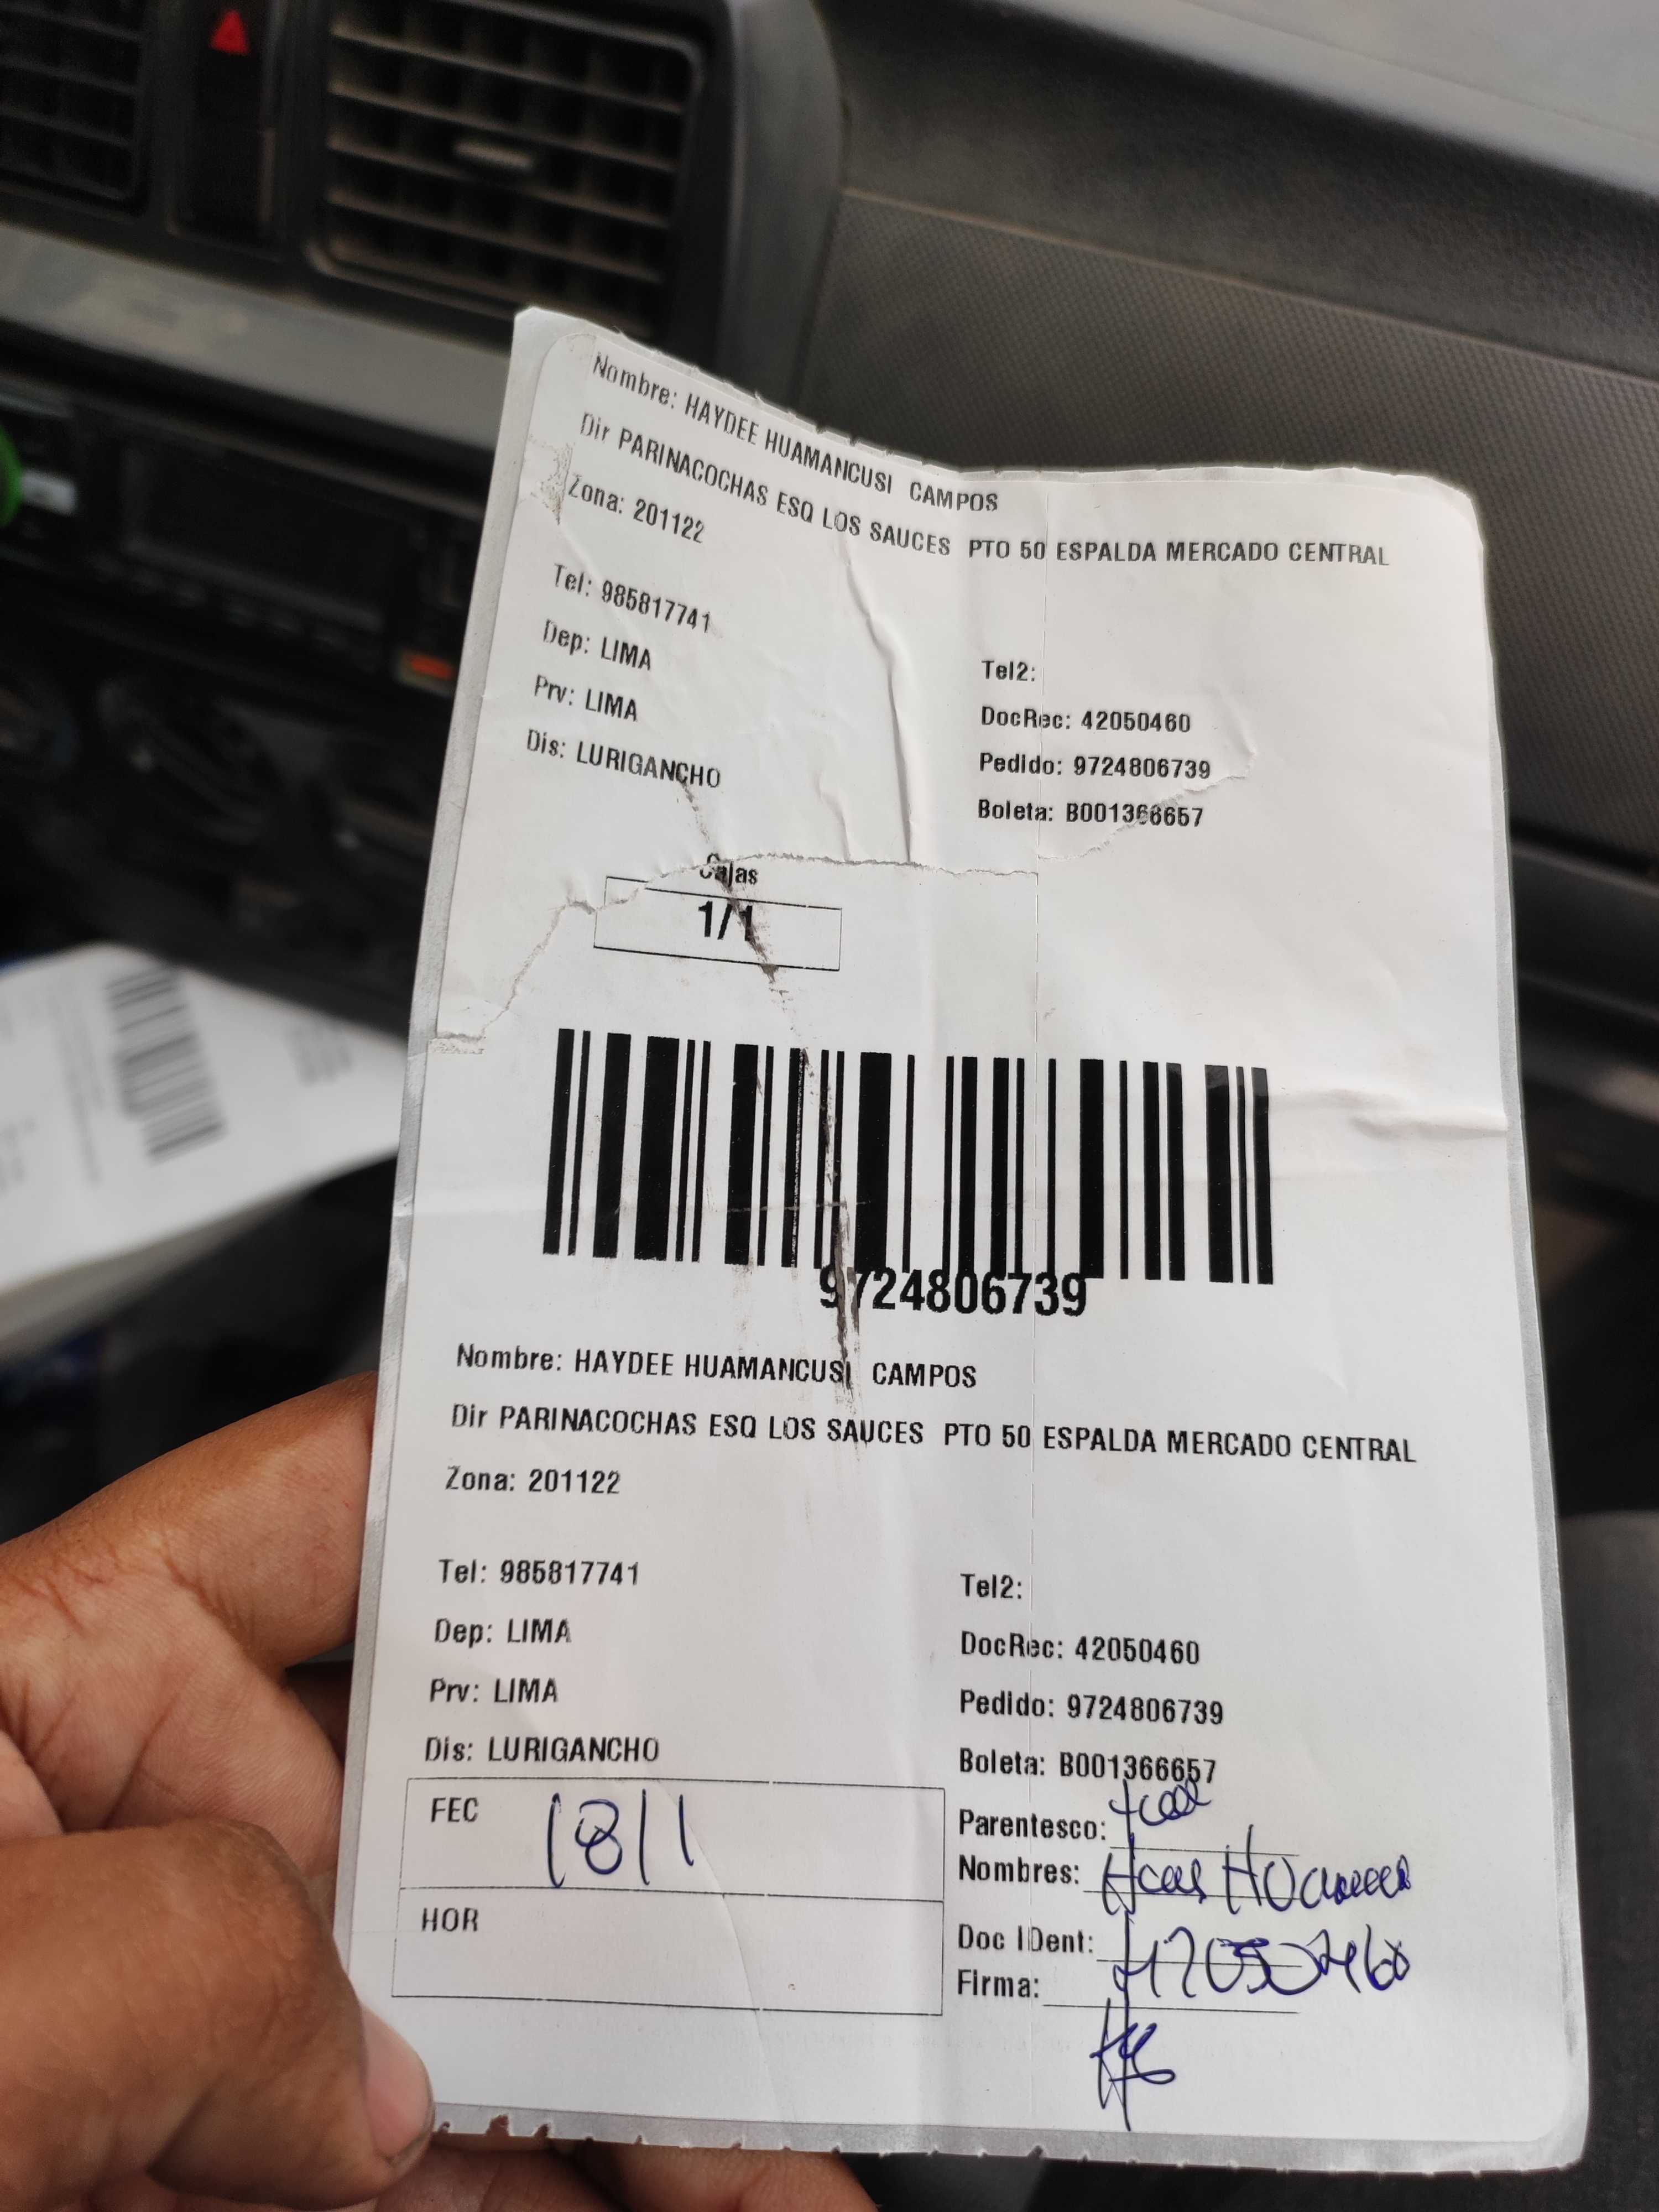 Nombre: HAYDEE HUAMANCUSI CAMPOS
Dir PARINACOCHAS ESQ LOS SAUCES PTO 50 ESPALDA MERCADO CENTRAL
Zona: 201122
Tel: 985817741
Tel2:
Dep: LIMA
DocRec: 42050460
Prv: LIMA
Pedido: 9724806739
Dis: LURIGANCHO
Boleta: B001366657
Cajas
1/1
9724806739
Nombre: HAYDEE HUAMANCUSI CAMPOS
Dir PARINACOCHAS ESQ LOS SAUCES PTO 50 ESPALDA MERCADO CENTRAL
Zona: 201122
Tel: 985817741
Tel2:
Dep: LIMA
DocRec: 42050460
Prv: LIMA
Pedido: 9724806739
Dis: LURIGANCHO
Boleta: B001366657
FEC 18/1
Parentesco:
Nombres:
HOR
Doc IDent: 42050460
Firma: